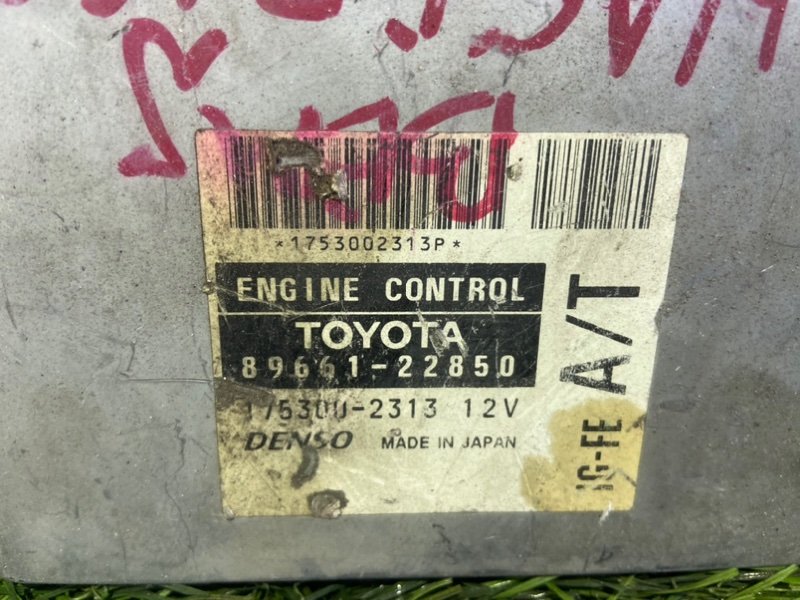 *1753002313P*
ENGINE CONTROL
TOYOTA
89661-22850
175300-2313 12V
DENSO MADE IN JAPAN
A/T
1G-FE